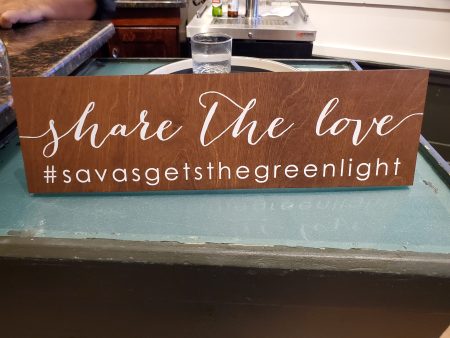 share the love
#savasgetsthegreenlight